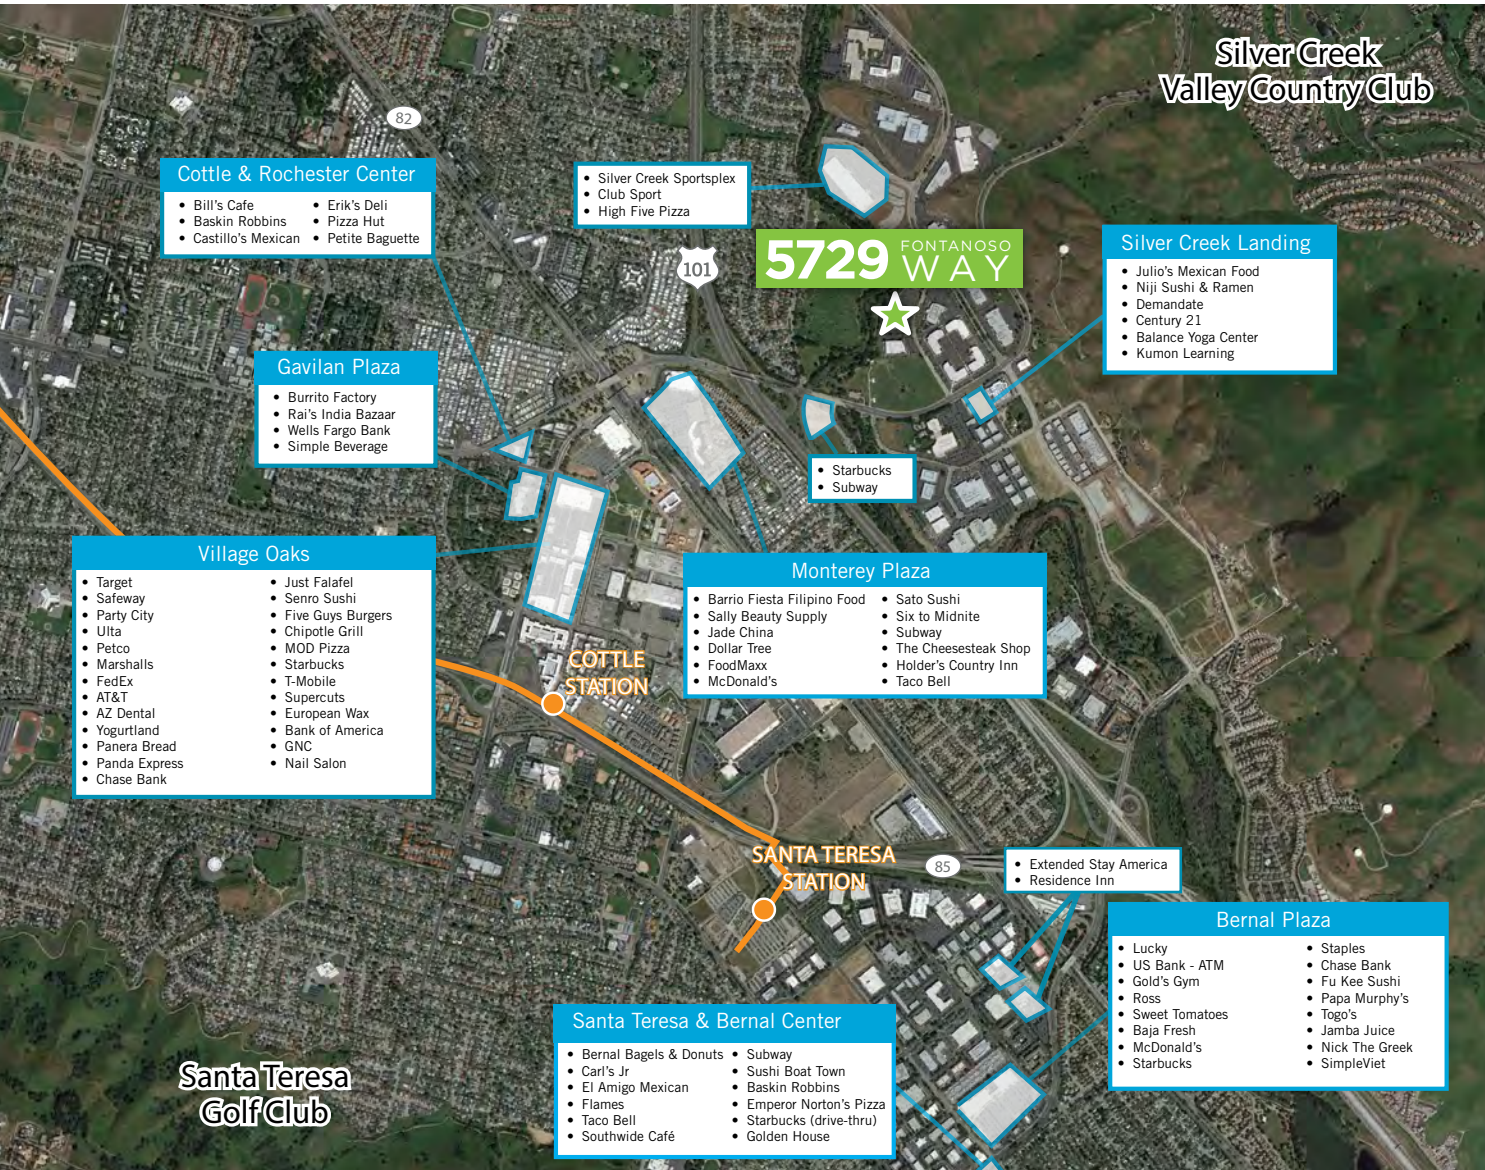 Silver Creek
Valley Country Club
82
Cottle & Rochester Center
• Bill's Cafe
• Baskin Robbins
• Castillo's Mexican
• Erik's Deli
• Pizza Hut
• Petite Baguette
• Silver Creek Sportsplex
• Club Sport
• High Five Pizza
101
5729 FONTANOSO
WAY
Silver Creek Landing
• Julio's Mexican Food
• Niji Sushi & Ramen
• Demandate
• Century 21
• Balance Yoga Center
• Kumon Learning
Gavilan Plaza
• Burrito Factory
• Rai's India Bazaar
• Wells Fargo Bank
• Simple Beverage
• Starbucks
• Subway
Village Oaks
• Target
• Safeway
• Party City
• Ulta
• Petco
• Marshalls
• FedEx
• AT&T
• AZ Dental
• Yogurtland
• Panera Bread
• Panda Express
• Chase Bank
• Just Falafel
• Senro Sushi
• Five Guys Burgers
• Chipotle Grill
• MOD Pizza
• Starbucks
• T-Mobile
• Supercuts
• European Wax
• Bank of America
• GNC
• Nail Salon
Monterey Plaza
• Barrio Fiesta Filipino Food
• Sally Beauty Supply
• Jade China
• Dollar Tree
• FoodMaxx
• McDonald's
• Sato Sushi
• Six to Midnite
• Subway
• The Cheesesteak Shop
• Holder's Country Inn
• Taco Bell
COTTLE
STATION
SANTA TERESA
STATION
85
• Extended Stay America
• Residence Inn
Bernal Plaza
• Lucky
• US Bank - ATM
• Gold's Gym
• Ross
• Sweet Tomatoes
• Baja Fresh
• McDonald's
• Starbucks
• Staples
• Chase Bank
• Fu Kee Sushi
• Papa Murphy's
• Togo's
• Jamba Juice
• Nick The Greek
• SimpleViet
Santa Teresa & Bernal Center
• Bernal Bagels & Donuts
• Carl's Jr
• El Amigo Mexican
• Flames
• Taco Bell
• Southwide Café
• Subway
• Sushi Boat Town
• Baskin Robbins
• Emperor Norton's Pizza
• Starbucks (drive-thru)
• Golden House
Santa Teresa
Golf Club